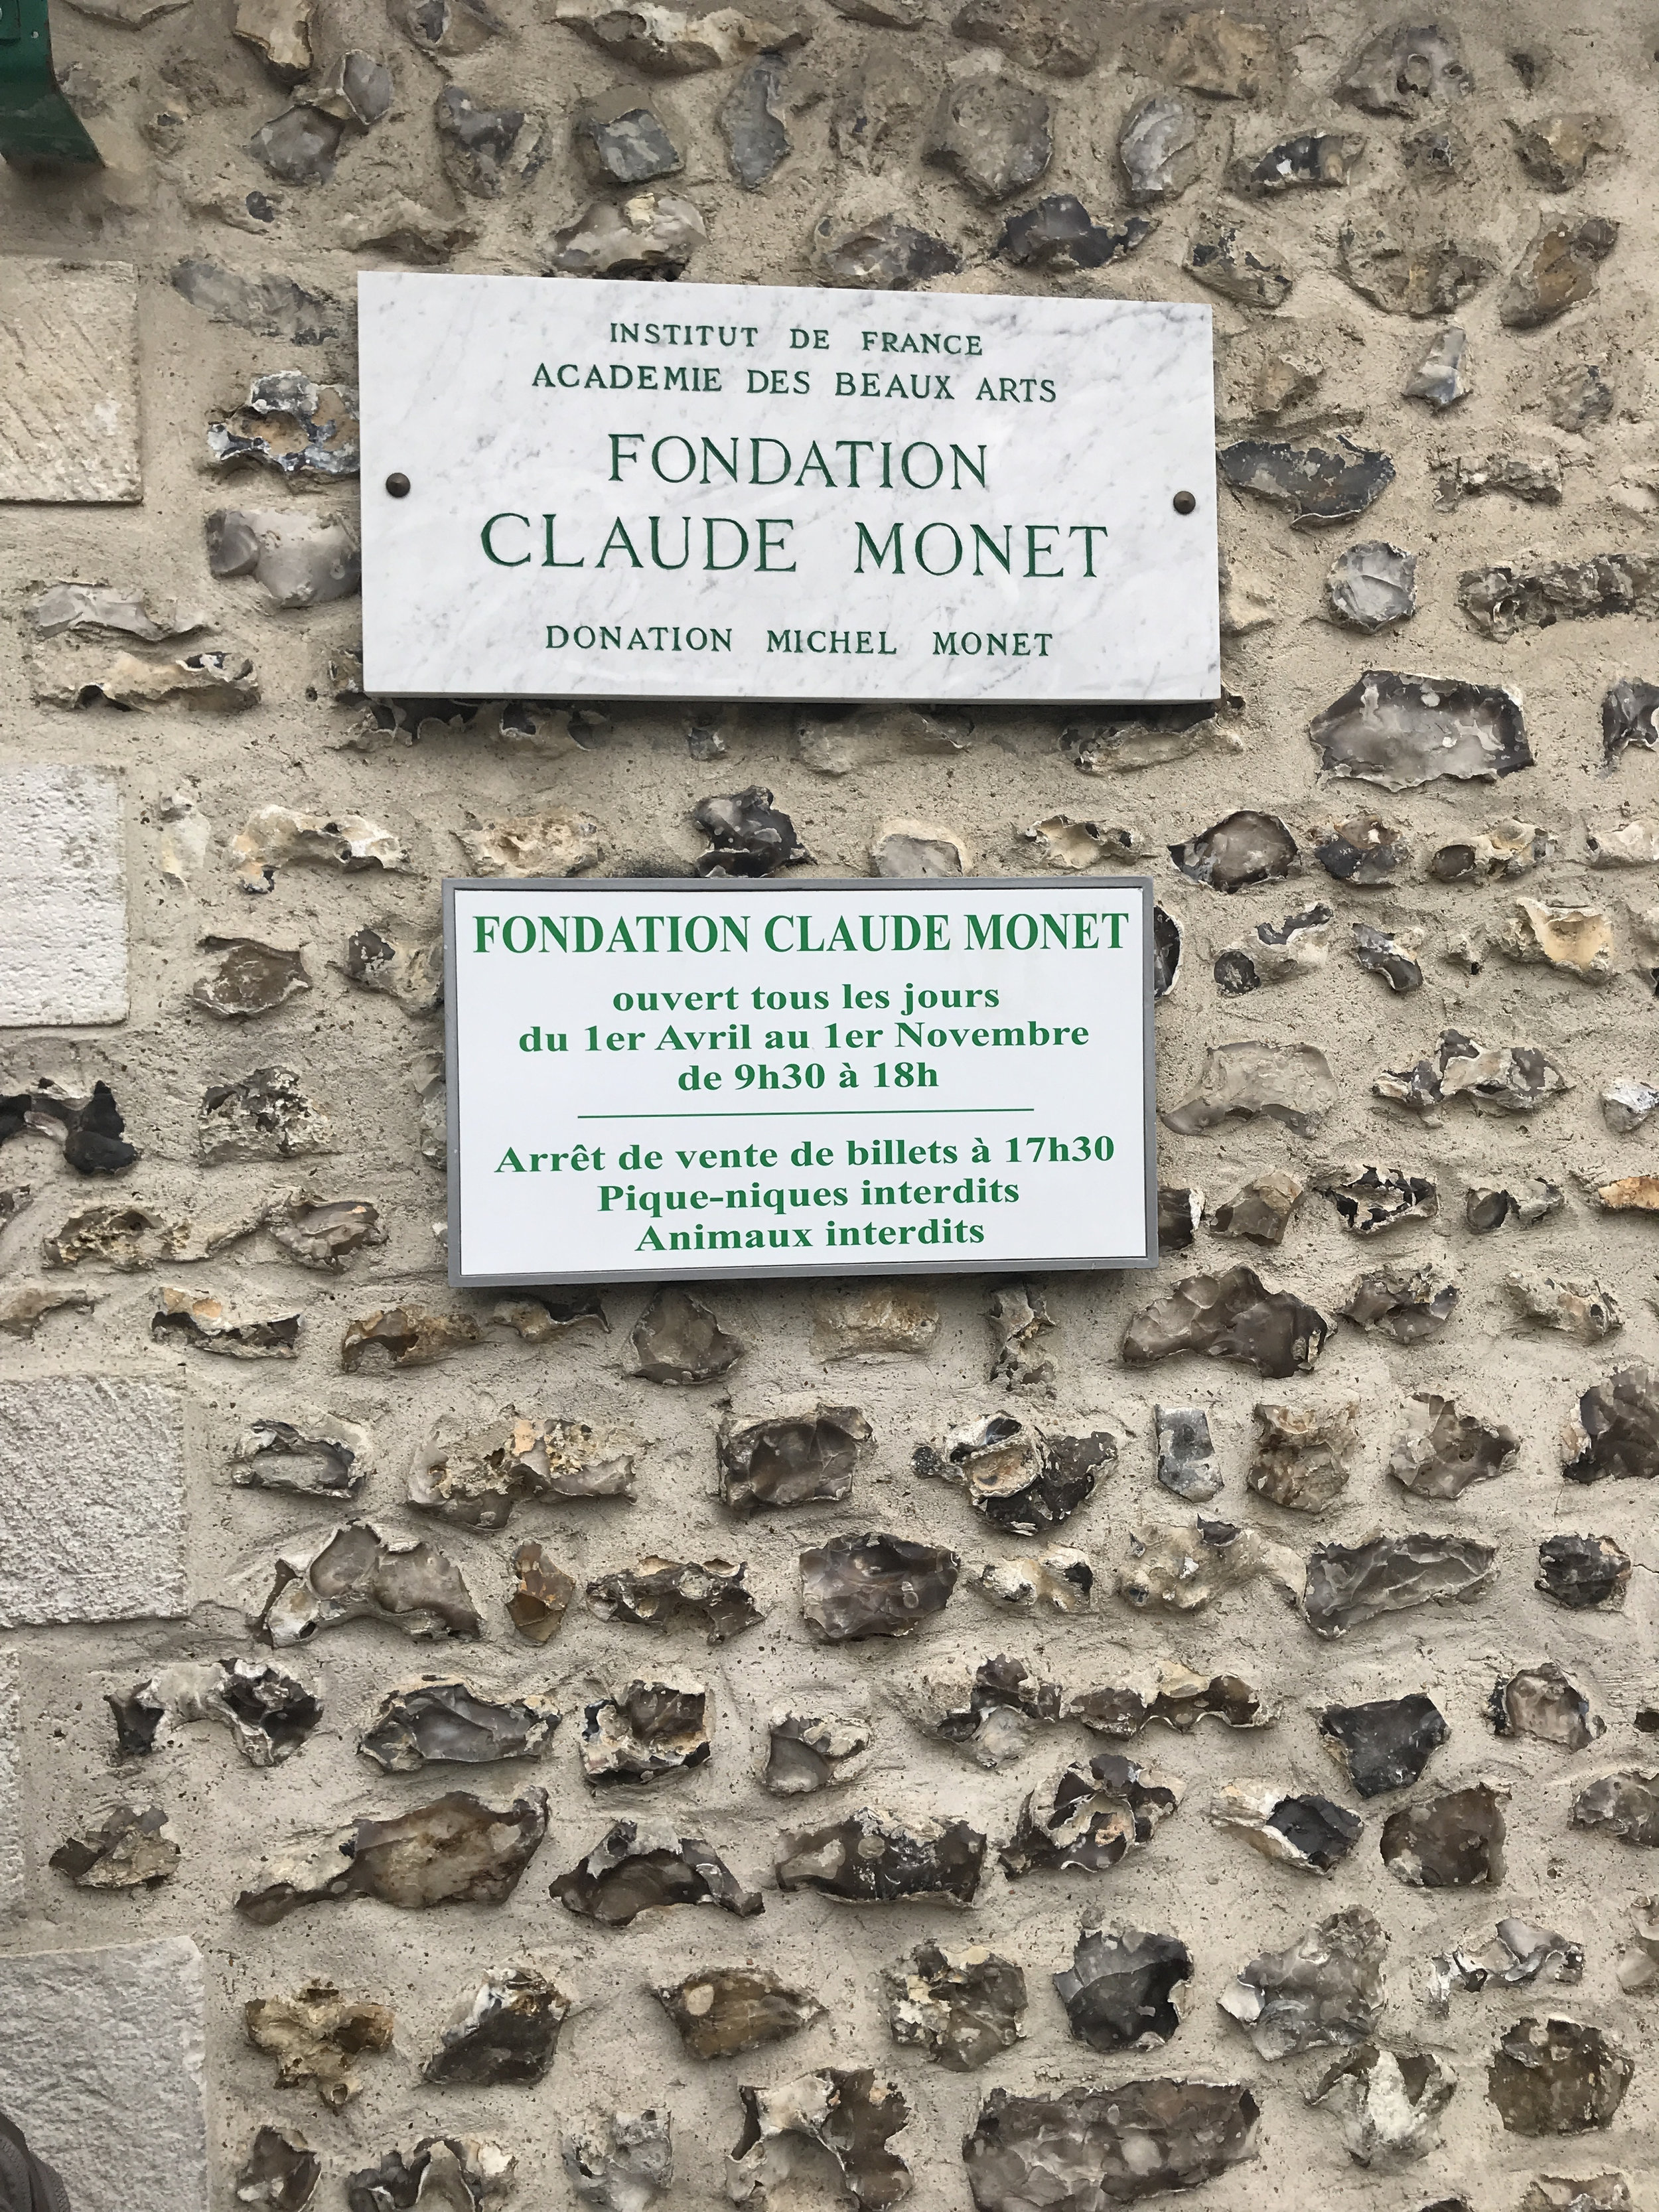 INSTITUT DE FRANCE
ACADEMIE DES BEAUX ARTS
FONDATION
CLAUDE MONET
DONATION MICHEL MONET
FONDATION CLAUDE MONET
ouvert tous les jours
du 1er Avril au 1er Novembre
de 9h30 à 18h
Arrêt de vente de billets à 17h30
Pique-niques interdits
Animaux interdits